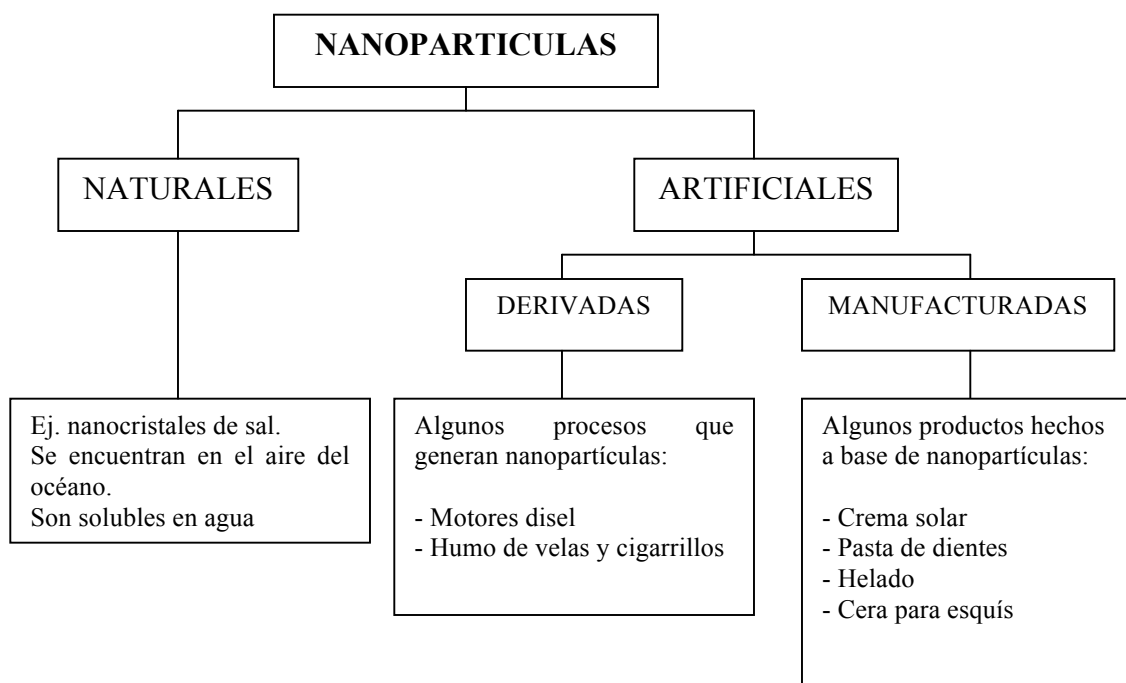 NANOPARTICULAS
NATURALES
ARTIFICIALES
DERIVADAS
MANUFACTURADAS
Ej. nanocristales de sal.
Se encuentran en el aire del
océano.
Son solubles en agua
Algunos procesos que
generan nanopartículas:
- Motores disel
- Humo de velas y cigarrillos
Algunos productos hechos
a base de nanopartículas:
- Crema solar
- Pasta de dientes
- Helado
- Cera para esquís